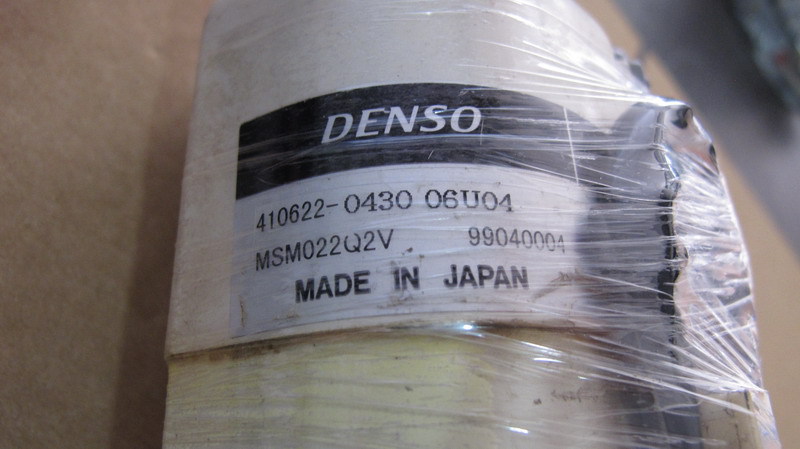 DENSO
410622-0430 06U04
MSM022Q2V 99040004
MADE IN JAPAN